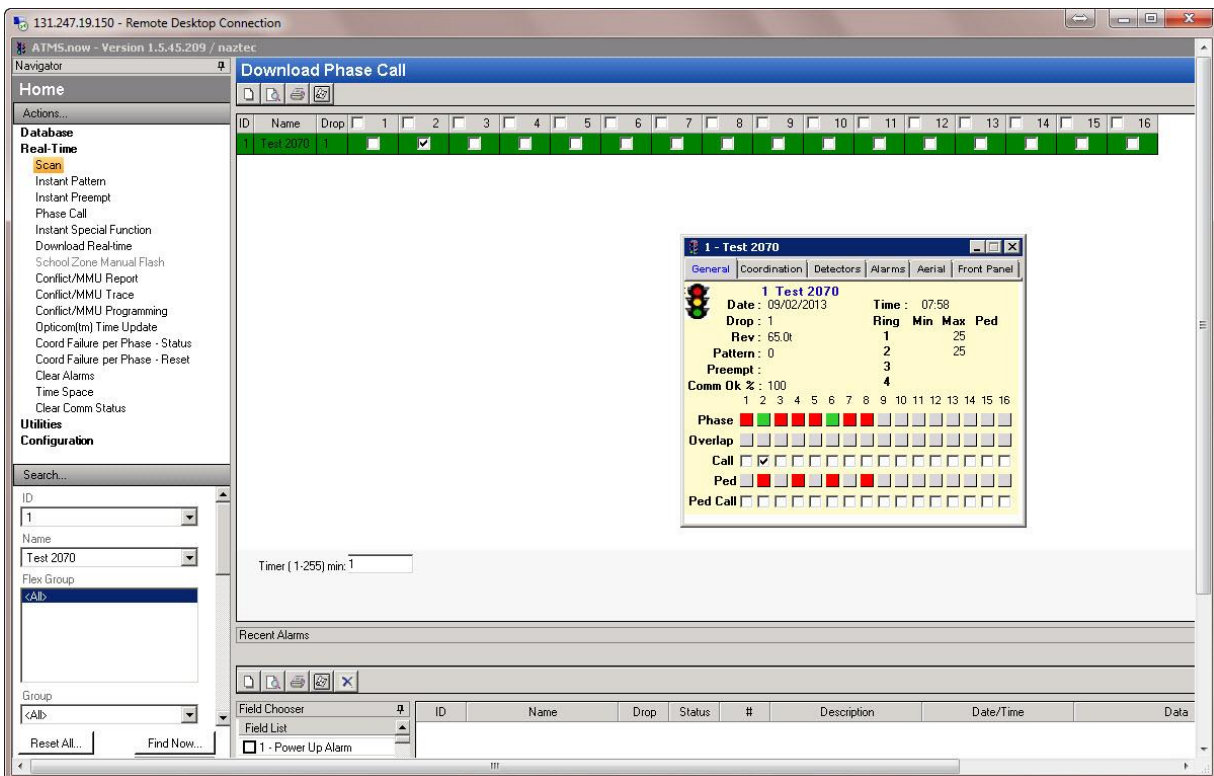 131.247.19.150 - Remote Desktop Connection
ATMS.now - Version 1.5.45.209 / naztec
Navigator
Home
Actions...
Database
Real-Time
Scan
Instant Pattern
Instant Preempt
Phase Call
Instant Special Function
Download Real-time
School Zone Manual Flash
Conflict/MMU Report
Conflict/MMU Trace
Conflict/MMU Programming
Opticom(tm) Time Update
Coord Failure per Phase - Status
Coord Failure per Phase - Reset
Clear Alarms
Time Space
Clear Comm Status
Utilities
Configuration
Search...
ID
1
Name
Test 2070
Flex Group
<All>
Group
<All>
Reset All... Find Now...
Download Phase Call
ID Name Drop 1 2 3 4 5 6 7 8 9 10 11 12 13 14 15 16
1 Test 2070 1
1 - Test 2070
General Coordination Detectors Alarms Aerial Front Panel
1 Test 2070
Date : 09/02/2013 Time : 07:58
Drop : 1 Ring Min Max Ped
Rev : 65.0t 1 25
Pattern : 0 2 25
Preempt : 3
Comm Ok % : 100 4
1 2 3 4 5 6 7 8 9 10 11 12 13 14 15 16
Phase
Overlap
Call
Ped
Ped Call
Timer ( 1-255) min: 1
Recent Alarms
Field Chooser
Field List
1 - Power Up Alarm
ID Name Drop Status # Description Date/Time Data